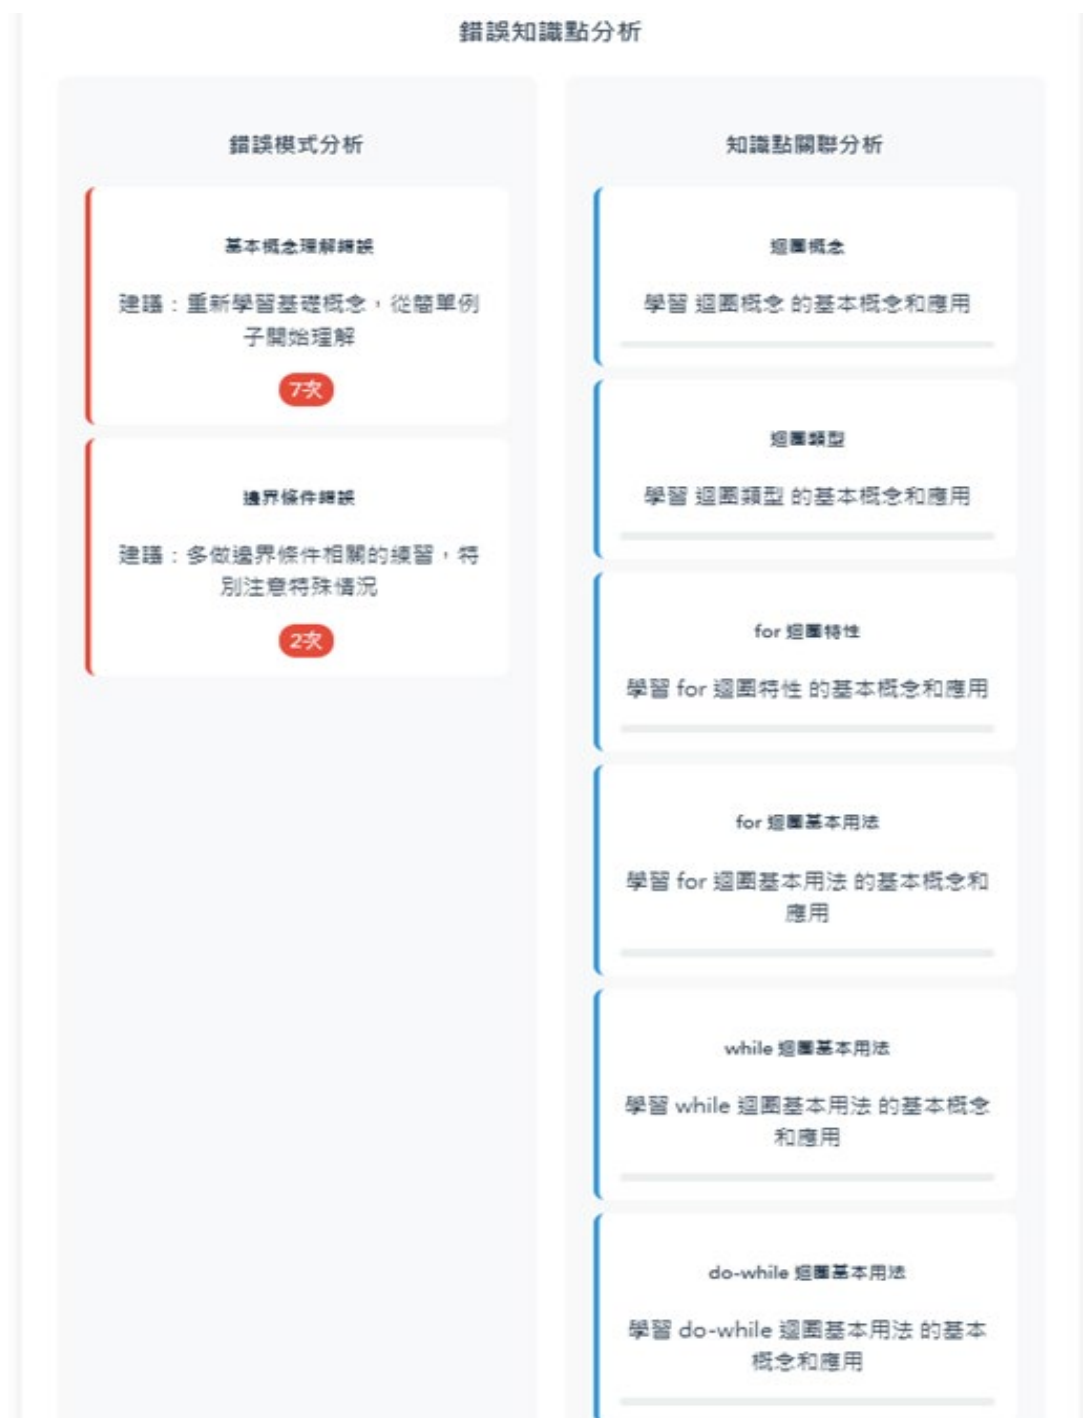 錯誤知識點分析
錯誤模式分析
基本概念理解錯誤
建議：重新學習基礎概念，從簡單例
子開始理解
7次
邊界條件錯誤
建議：多做邊界條件相關的練習，特
別注意特殊情況
2次
知識點關聯分析
迴圈概念
學習 迴圈概念 的基本概念和應用
迴圈類型
學習 迴圈類型 的基本概念和應用
for 迴圈特性
學習 for 迴圈特性 的基本概念和應用
for 迴圈基本用法
學習 for 迴圈基本用法 的基本概念和
應用
while 迴圈基本用法
學習 while 迴圈基本用法 的基本概念
和應用
do-while 迴圈基本用法
學習 do-while 迴圈基本用法 的基本
概念和應用